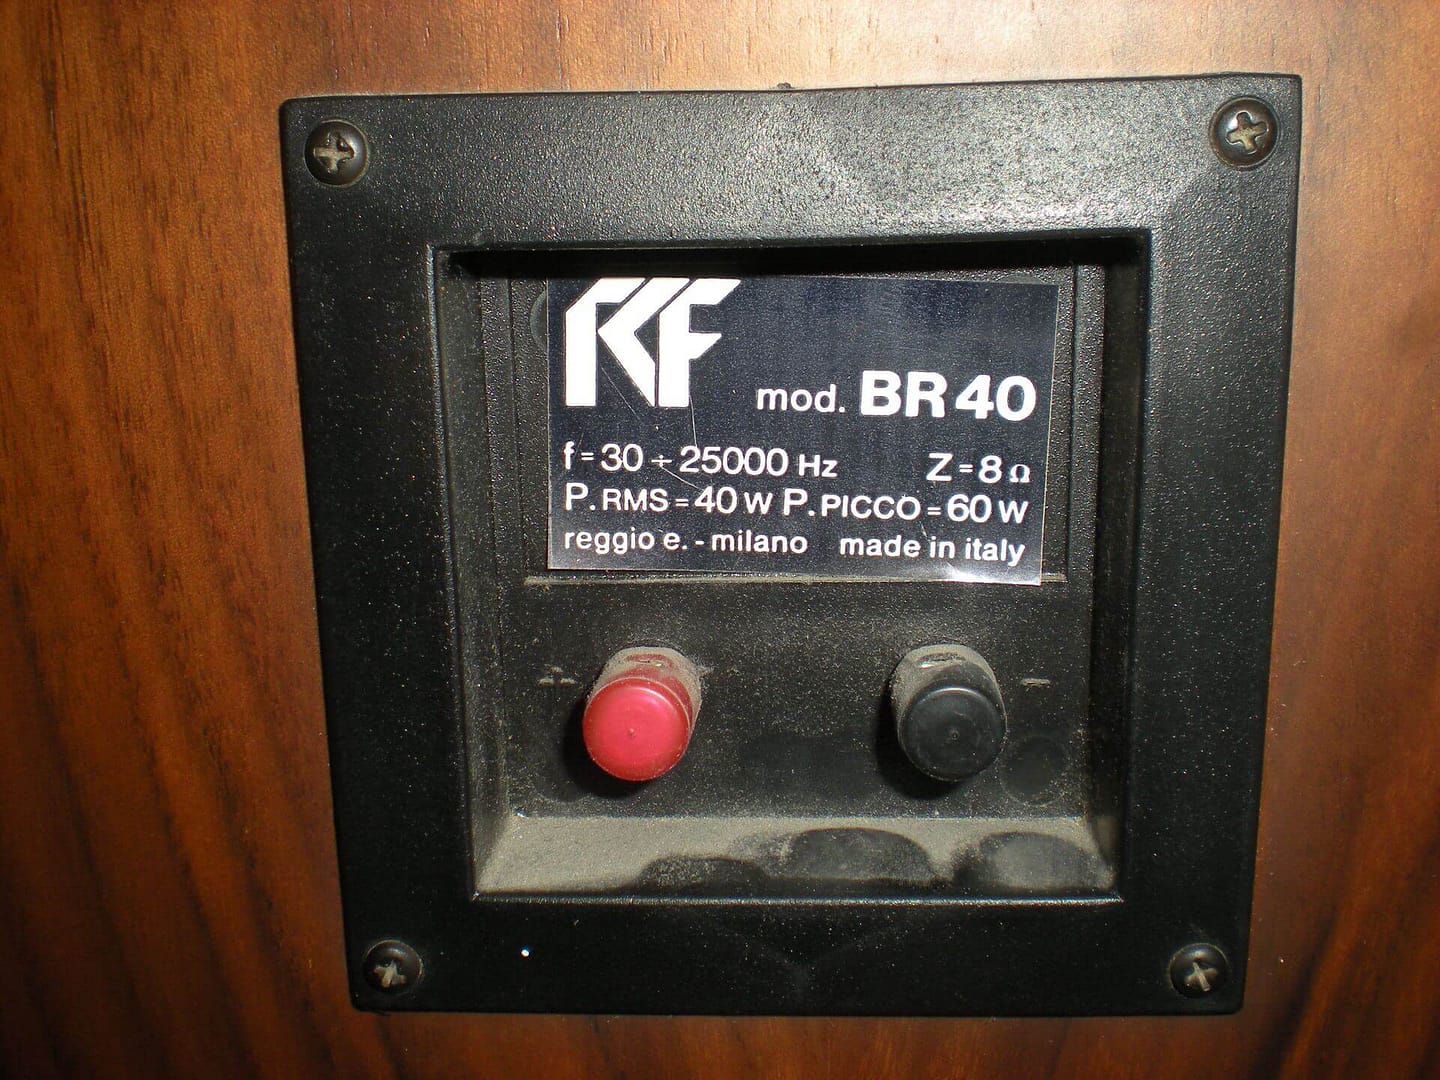 RCF
mod. BR 40
f = 30 ÷ 25000 Hz Z = 8 Ω
P. RMS = 40 W P. PICCO = 60 W
reggio e. - milano made in italy
+ -